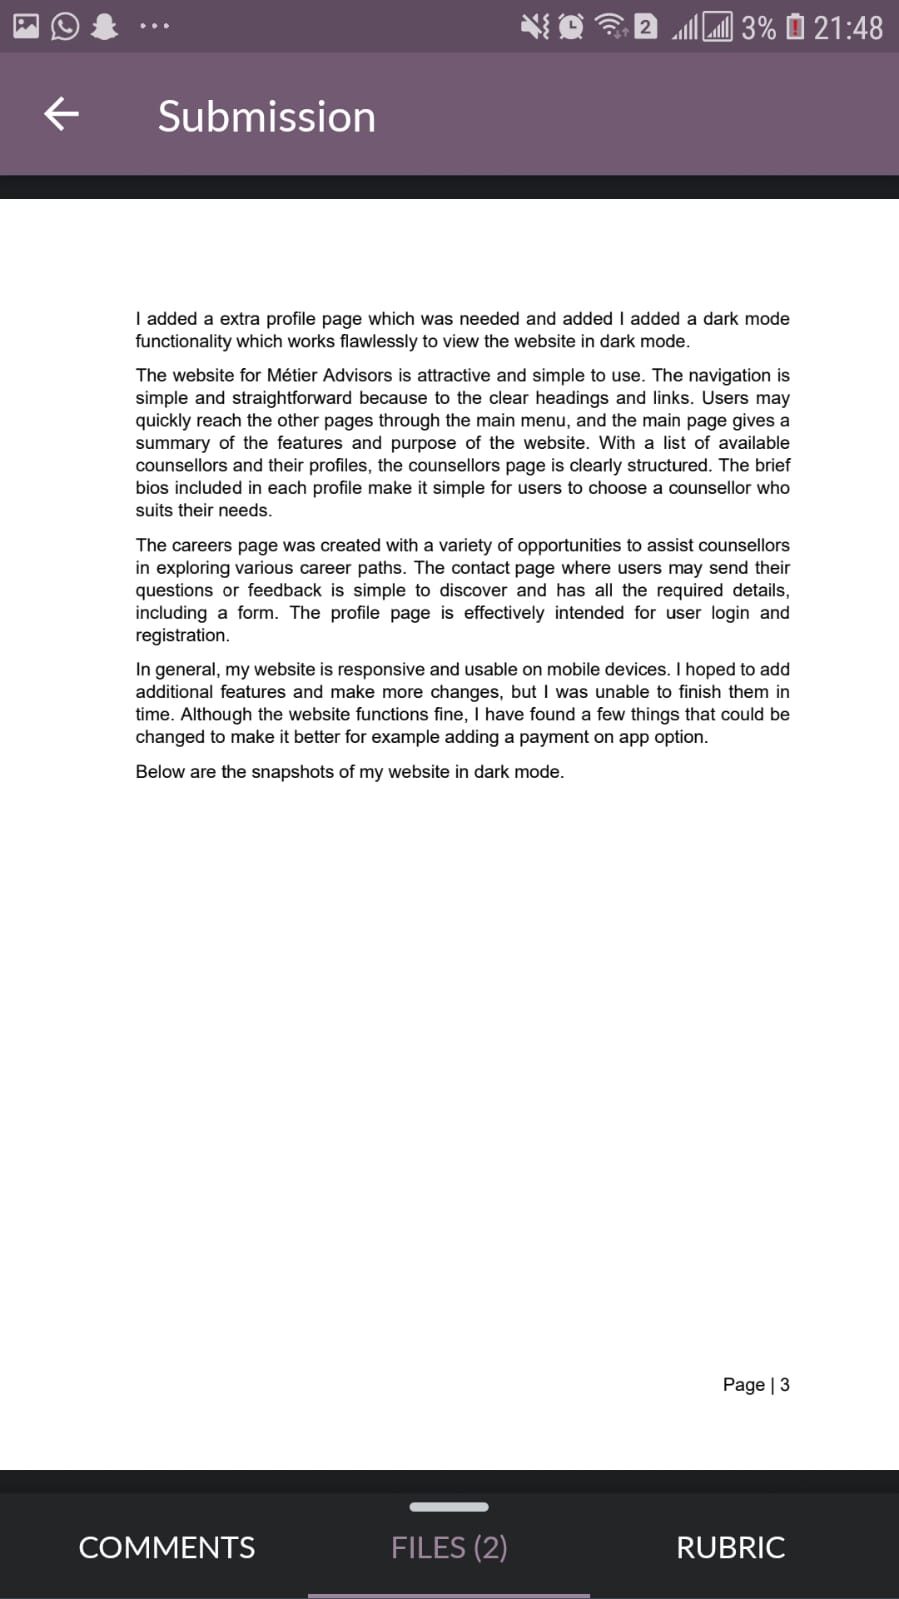 2 3% 21:48
Submission
I added a extra profile page which was needed and added I added a dark mode
functionality which works flawlessly to view the website in dark mode.
The website for Métier Advisors is attractive and simple to use. The navigation is
simple and straightforward because to the clear headings and links. Users may
quickly reach the other pages through the main menu, and the main page gives a
summary of the features and purpose of the website. With a list of available
counsellors and their profiles, the counsellors page is clearly structured. The brief
bios included in each profile make it simple for users to choose a counsellor who
suits their needs.
The careers page was created with a variety of opportunities to assist counsellors
in exploring various career paths. The contact page where users may send their
questions or feedback is simple to discover and has all the required details,
including a form. The profile page is effectively intended for user login and
registration.
In general, my website is responsive and usable on mobile devices. I hoped to add
additional features and make more changes, but I was unable to finish them in
time. Although the website functions fine, I have found a few things that could be
changed to make it better for example adding a payment on app option.
Below are the snapshots of my website in dark mode.
Page | 3
COMMENTS FILES (2) RUBRIC